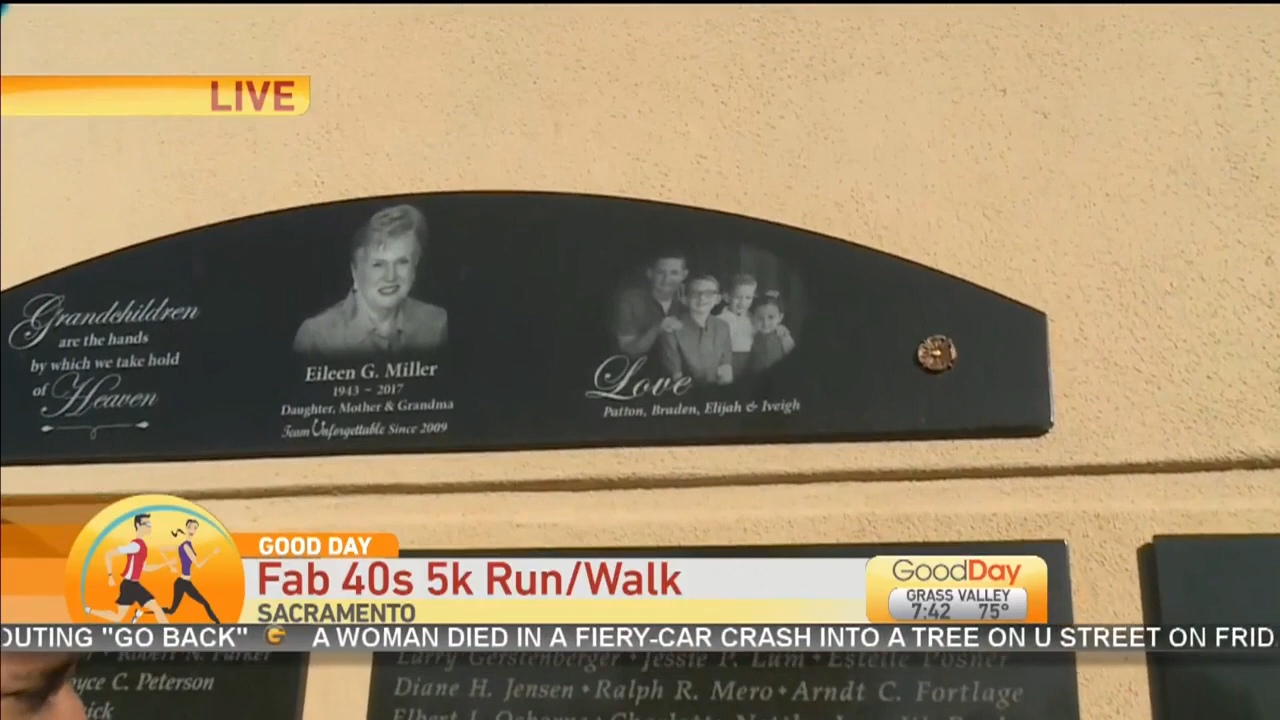 LIVE
Grandchildren
are the hands
by which we take hold
of Heaven
Eileen G. Miller
1943 ~ 2017
Daughter, Mother & Grandma
Team Unforgettable Since 2009
Love
Patton, Braden, Elijah & Iveigh
GOOD DAY
Fab 40s 5k Run/Walk
SACRAMENTO
GoodDay
GRASS VALLEY
7:42 75°
OUTING "GO BACK" A WOMAN DIED IN A FIERY-CAR CRASH INTO A TREE ON U STREET ON FRID
Robert N. Parker
yce C. Peterson
ick
Larry Gerstenberger • Jessie P. Lum • Estelle Posner
Diane H. Jensen • Ralph R. Mero • Arndt C. Fortlage